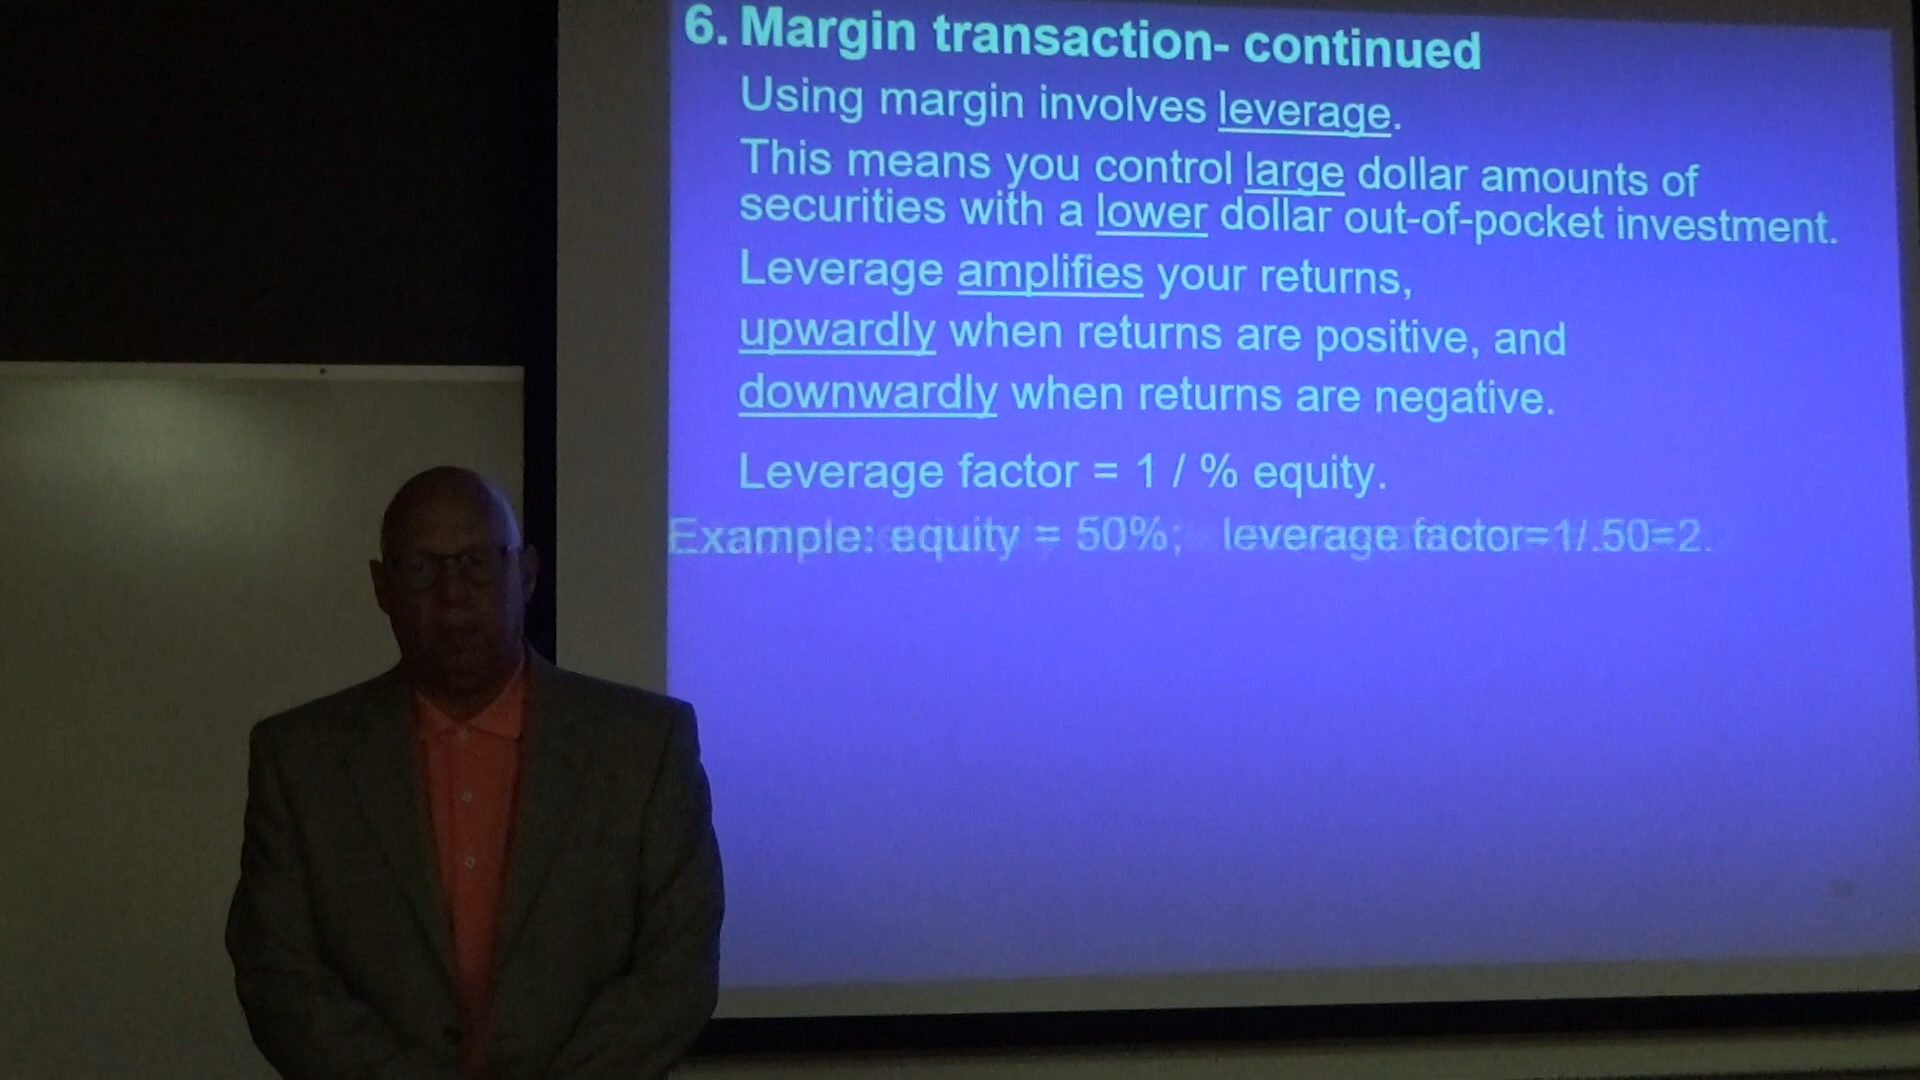 6. Margin transaction- continued
Using margin involves leverage.
This means you control large dollar amounts of
securities with a lower dollar out-of-pocket investment.
Leverage amplifies your returns,
upwardly when returns are positive, and
downwardly when returns are negative.
Leverage factor = 1 / % equity.
Example: equity = 50%; leverage factor=1/.50=2.